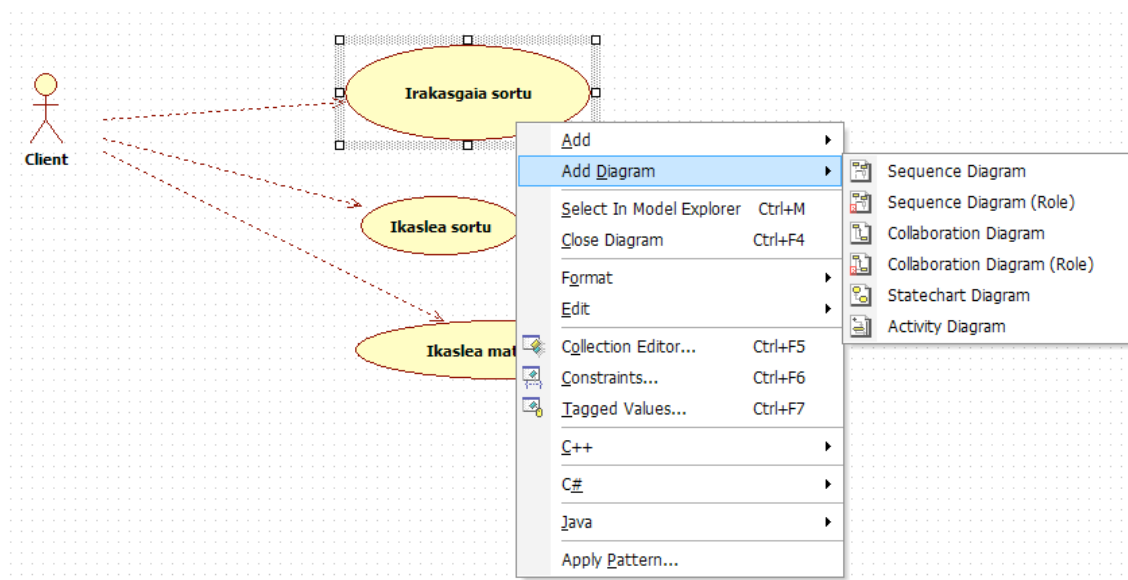 Irakasgaia sortu
Client
Ikaslea sortu
Ikaslea mat
Add
Add Diagram
Select In Model Explorer Ctrl+M
Close Diagram Ctrl+F4
Format
Edit
Collection Editor... Ctrl+F5
Constraints... Ctrl+F6
Tagged Values... Ctrl+F7
C++
C#
Java
Apply Pattern...
Sequence Diagram
Sequence Diagram (Role)
Collaboration Diagram
Collaboration Diagram (Role)
Statechart Diagram
Activity Diagram